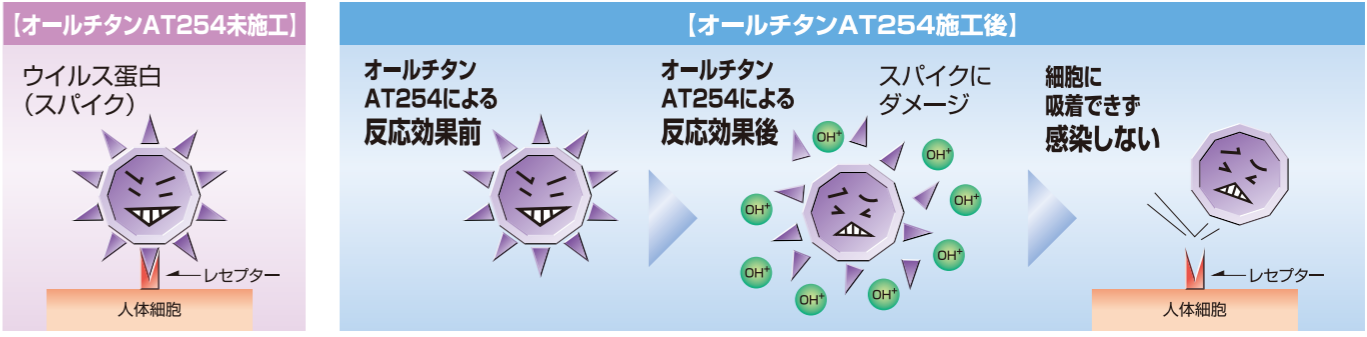 【オールチタンAT254未施工】
ウイルス蛋白
（スパイク）
レセプター
人体細胞
【オールチタンAT254施工後】
オールチタン
AT254による
反応効果前
オールチタン
AT254による
反応効果後
スパイクに
ダメージ
OH⁺
OH⁺
OH⁺
OH⁺
OH⁺
OH⁺
OH⁺
OH⁺
細胞に
吸着できず
感染しない
レセプター
人体細胞